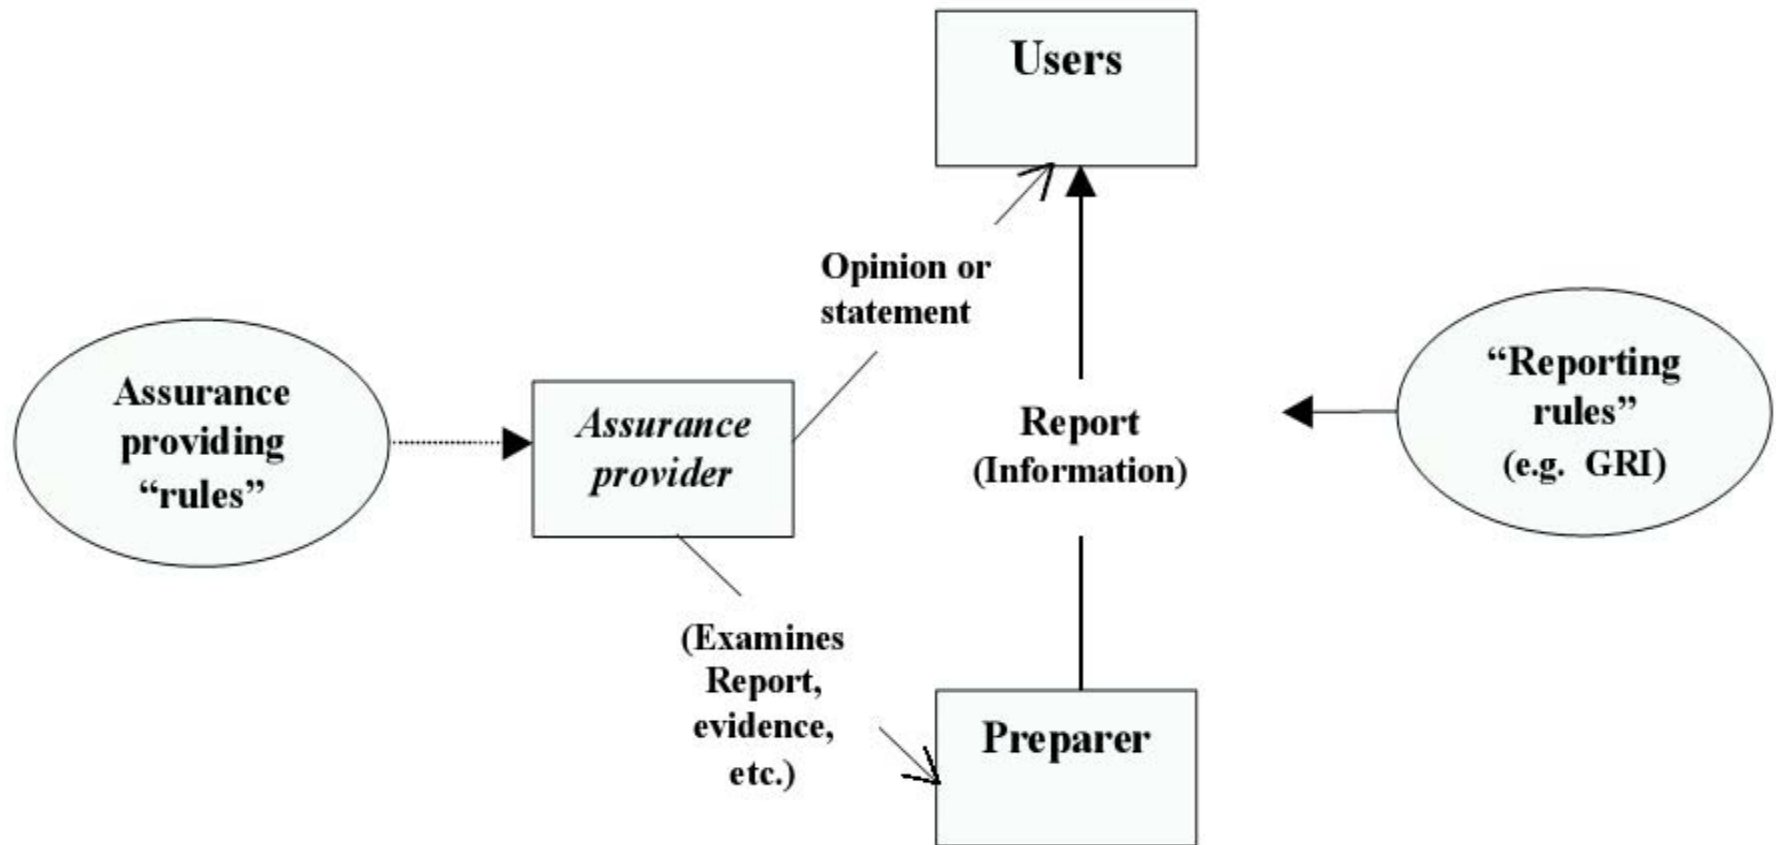 Users
Opinion or
statement
Assurance
providing
“rules”
Assurance
provider
Report
(Information)
“Reporting
rules”
(e.g. GRI)
(Examines
Report,
evidence,
etc.)
Preparer